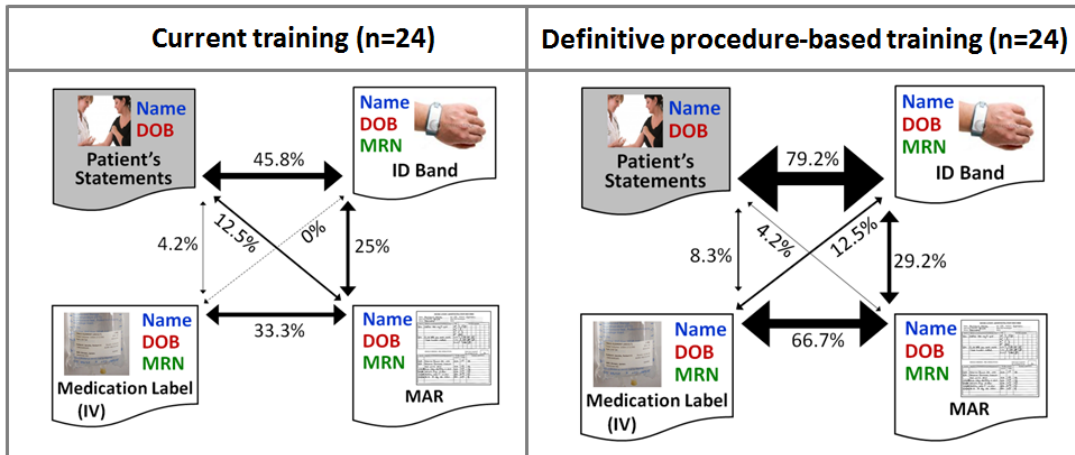 Current training (n=24)
Name
DOB
Patient's
Statements
Name
DOB
MRN
ID Band
45.8%
4.2%
12.5%
0%
25%
33.3%
Name
DOB
MRN
Medication Label
(IV)
Name
DOB
MRN
MAR
Definitive procedure-based training (n=24)
Name
DOB
Patient's
Statements
Name
DOB
MRN
ID Band
79.2%
8.3%
4.2%
12.5%
29.2%
66.7%
Name
DOB
MRN
Medication Label
(IV)
Name
DOB
MRN
MAR